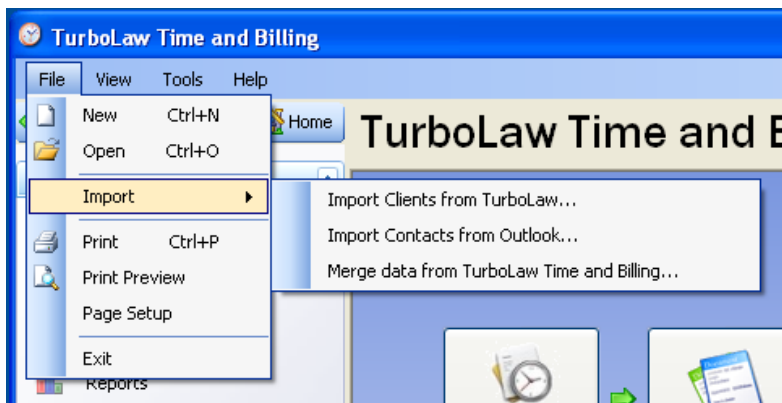 TurboLaw Time and Billing
File View Tools Help
New Ctrl+N
Home
TurboLaw Time and
Open Ctrl+O
Import
Import Clients from TurboLaw...
Import Contacts from Outlook...
Merge data from TurboLaw Time and Billing...
Print Ctrl+P
Print Preview
Page Setup
Exit
Reports